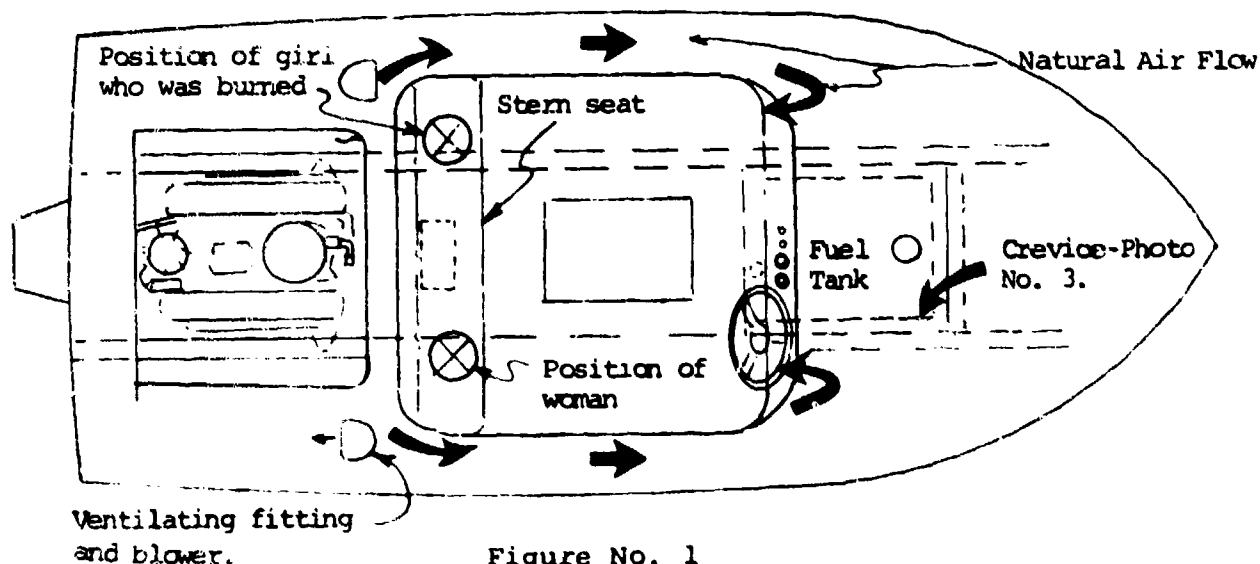 Position of girl
who was burned
Stern seat
Natural Air Flow
Fuel
Tank
Crevice-Photo
No. 3.
Position of
woman
Ventilating fitting
and blower.
Figure No. 1